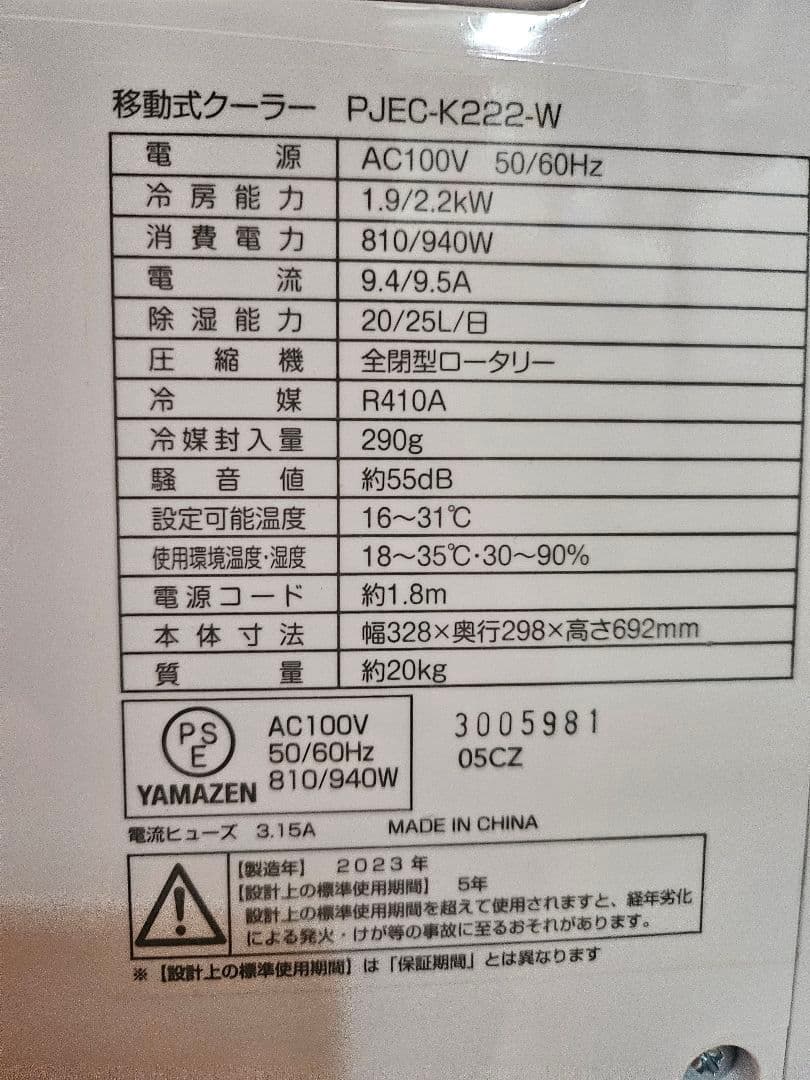 移動式クーラー PJEC-K222-W
電源 AC100V 50/60Hz
冷房能力 1.9/2.2kW
消費電力 810/940W
電流 9.4/9.5A
除湿能力 20/25L/日
圧縮機 全閉型ロータリー
冷媒 R410A
冷媒封入量 290g
騒音値 約55dB
設定可能温度 16〜31℃
使用環境温度・湿度 18〜35℃・30〜90%
電源コード 約1.8m
本体寸法 幅328×奥行298×高さ692mm
質量 約20kg
PSE
YAMAZEN
AC100V
50/60Hz
810/940W
3005981
05CZ
電流ヒューズ 3.15A MADE IN CHINA
【製造年】 2023年
【設計上の標準使用期間】 5年
設計上の標準使用期間を超えて使用されますと、経年劣化
による発火・けが等の事故に至るおそれがあります。
※【設計上の標準使用期間】は「保証期間」とは異なります